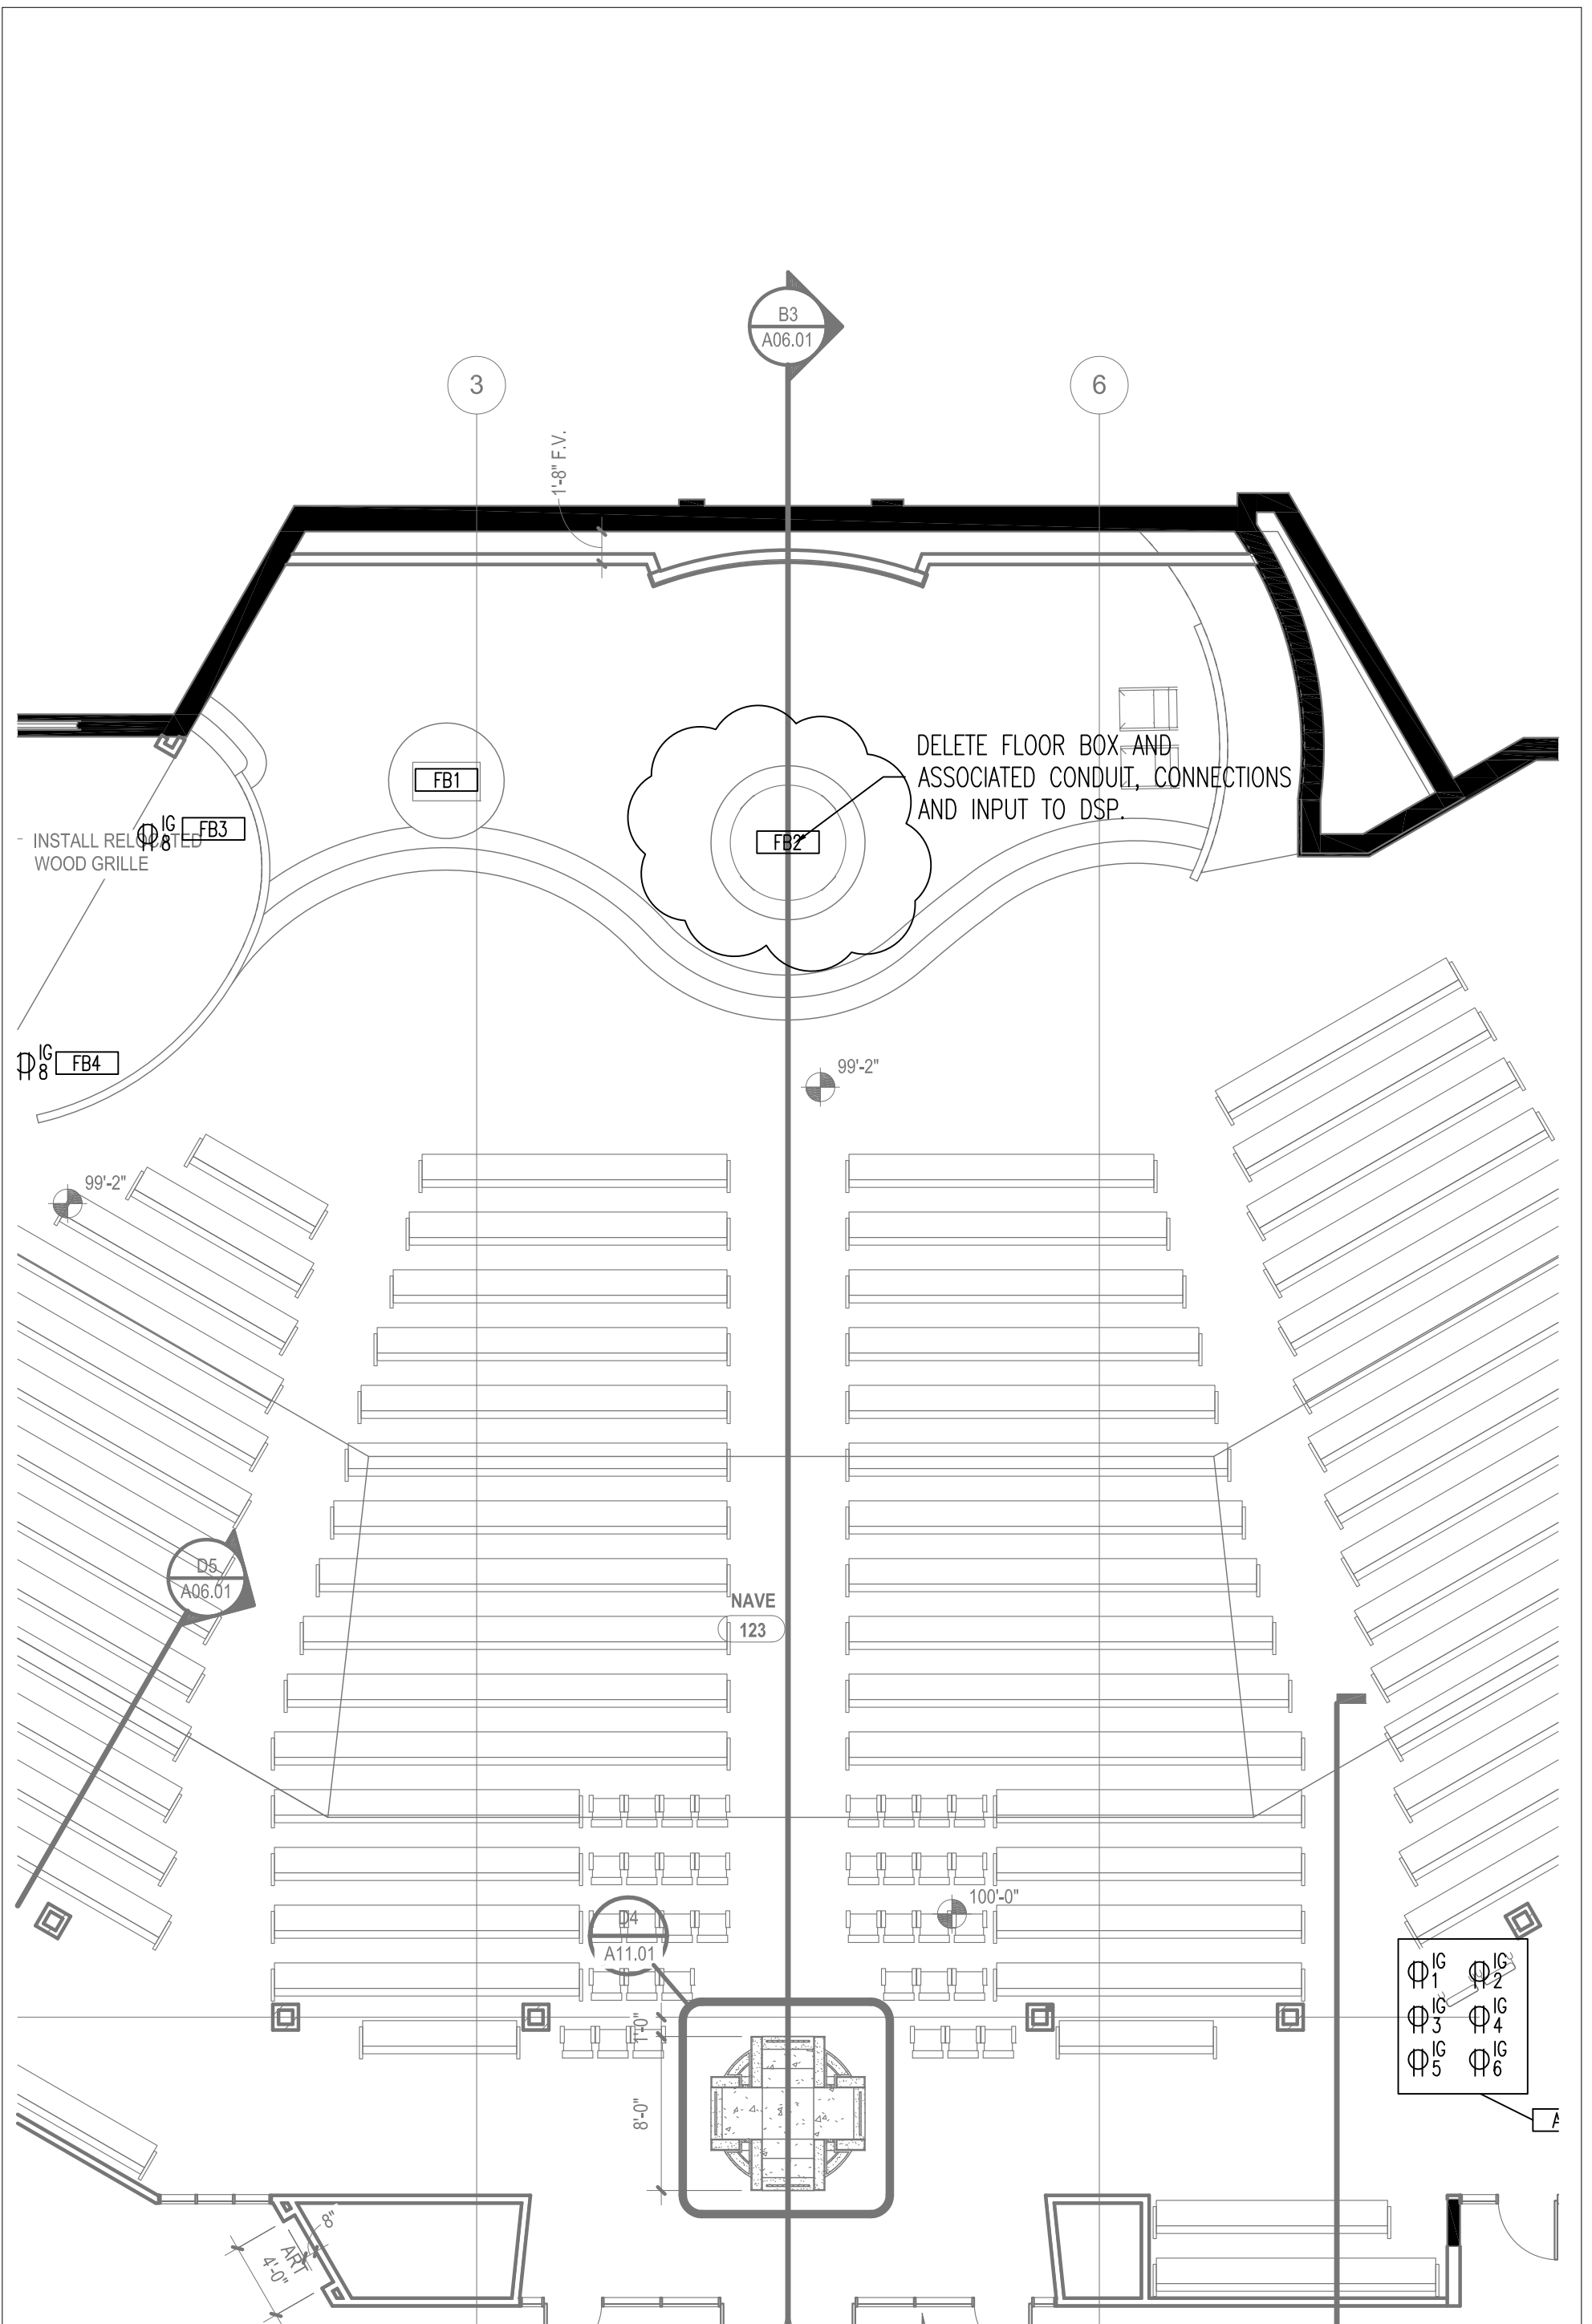 B3
A06.01
3
6
1'-8" F.V.
DELETE FLOOR BOX AND
ASSOCIATED CONDUIT, CONNECTIONS
AND INPUT TO DSP.
FB1
FB2
IG
8
FB3
INSTALL RELOCATED
WOOD GRILLE
IG
8
FB4
99'-2"
99'-2"
D5
A06.01
NAVE
123
100'-0"
D4
A11.01
1'-0"
8'-0"
IG
1
IG
2
IG
3
IG
4
IG
5
IG
6
8"
ART
4'-0"